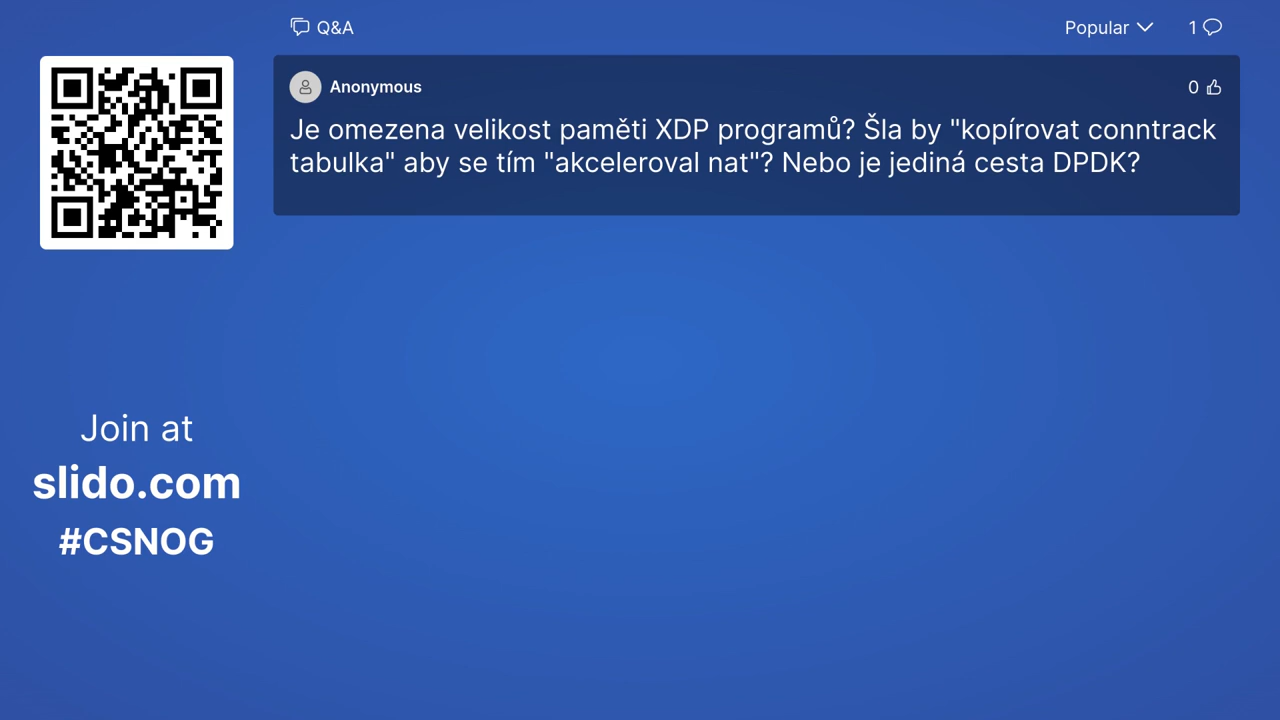 Q&A
Popular
1
Anonymous
0
Je omezena velikost paměti XDP programů? Šla by "kopírovat conntrack
tabulka" aby se tím "akceleroval nat"? Nebo je jediná cesta DPDK?
Join at
slido.com
#CSNOG